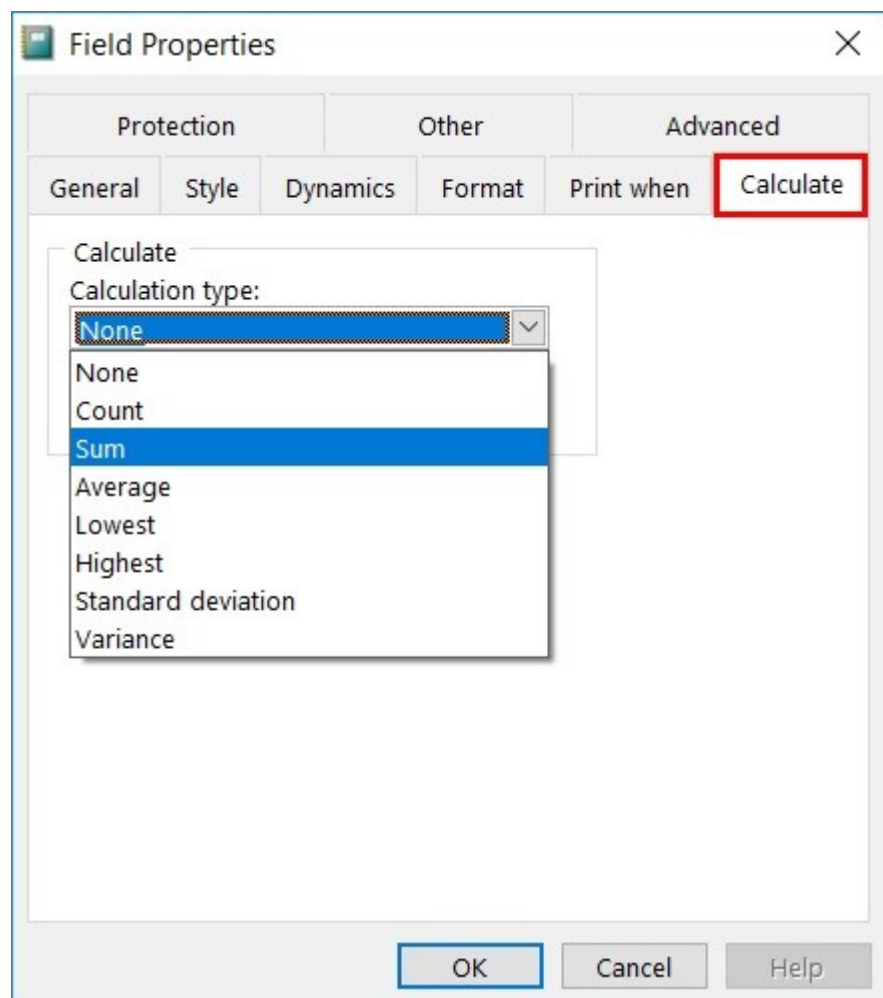 Field Properties
Protection Other Advanced
General Style Dynamics Format Print when Calculate
Calculate
Calculation type:
None
None
Count
Sum
Average
Lowest
Highest
Standard deviation
Variance
OK Cancel Help